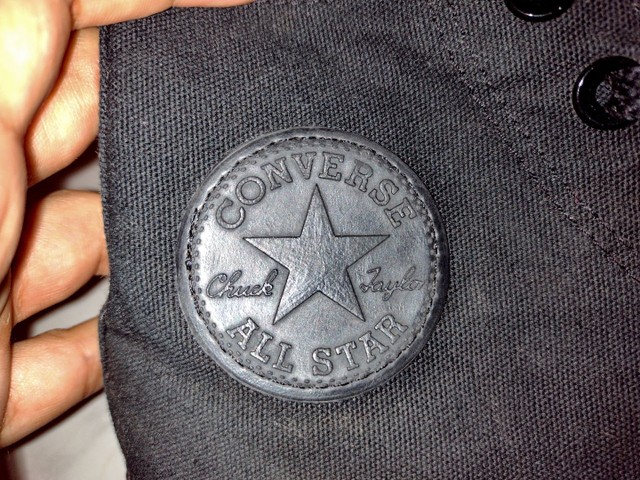 CONVERSE
Chuck Taylor
ALL STAR